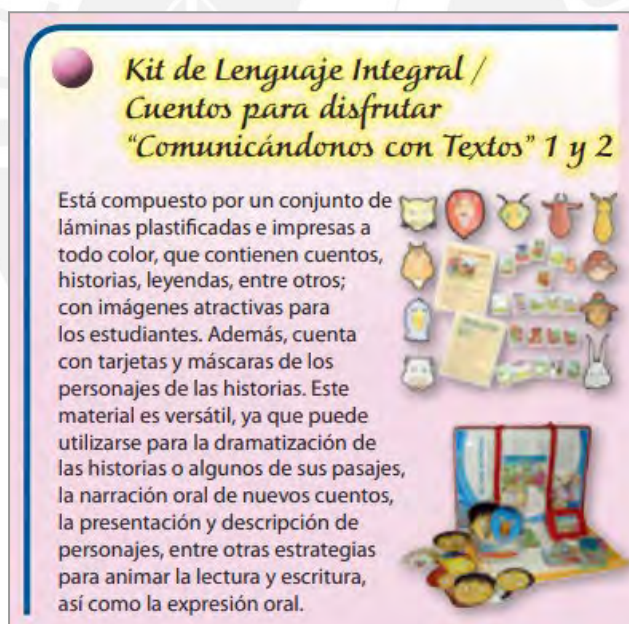 Kit de Lenguaje Integral /
Cuentos para disfrutar
“Comunicándonos con Textos” 1 y 2
Está compuesto por un conjunto de
láminas plastificadas e impresas a
todo color, que contienen cuentos,
historias, leyendas, entre otros;
con imágenes atractivas para
los estudiantes. Además, cuenta
con tarjetas y máscaras de los
personajes de las historias. Este
material es versátil, ya que puede
utilizarse para la dramatización de
las historias o algunos de sus pasajes,
la narración oral de nuevos cuentos,
la presentación y descripción de
personajes, entre otras estrategias
para animar la lectura y escritura,
así como la expresión oral.